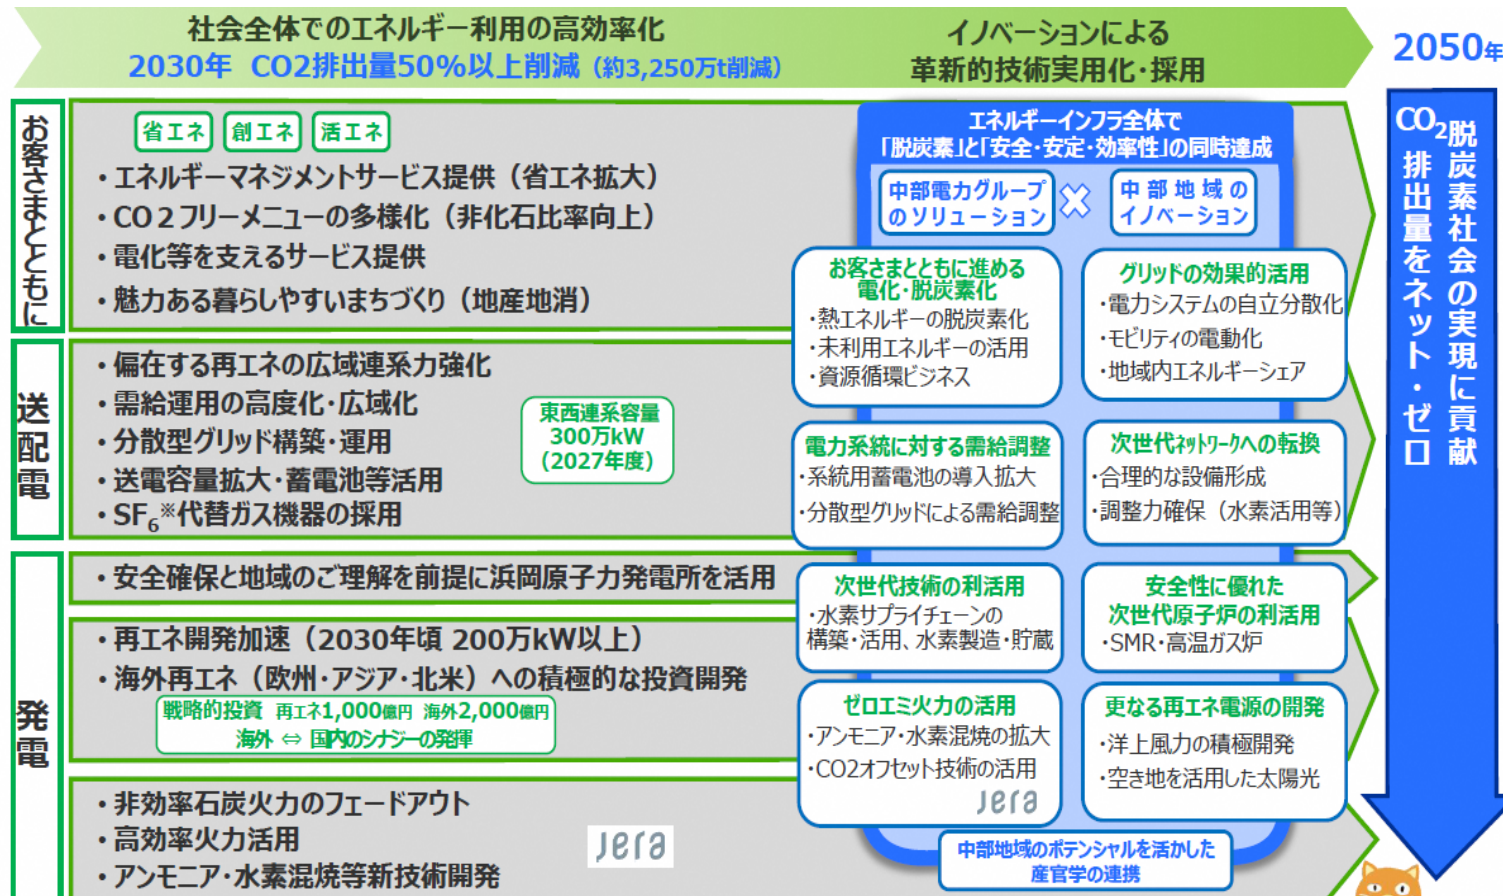 社会全体でのエネルギー利用の高効率化
2030年 CO2排出量50%以上削減（約3,250万t削減）
イノベーションによる
革新的技術実用化・採用
2050年
お客さまとともに
省エネ
創エネ
活エネ
・エネルギーマネジメントサービス提供（省エネ拡大）
・CO２フリーメニューの多様化（非化石比率向上）
・電化等を支えるサービス提供
・魅力ある暮らしやすいまちづくり（地産地消）
送配電
・偏在する再エネの広域連系力強化
・需給運用の高度化・広域化
・分散型グリッド構築・運用
・送電容量拡大・蓄電池等活用
・SF6※代替ガス機器の採用
東西連系容量
300万kW
（2027年度）
発電
・安全確保と地域のご理解を前提に浜岡原子力発電所を活用
・再エネ開発加速（2030年頃 200万kW以上）
・海外再エネ（欧州・アジア・北米）への積極的な投資開発
戦略的投資 再エネ1,000億円 海外2,000億円
海外 ⇔ 国内のシナジーの発揮
・非効率石炭火力のフェードアウト
・高効率火力活用
・アンモニア・水素混焼等新技術開発
Jera
エネルギーインフラ全体で
「脱炭素」と「安全・安定・効率性」の同時達成
中部電力グループ
のソリューション
×
中部地域の
イノベーション
お客さまとともに進める
電化・脱炭素化
・熱エネルギーの脱炭素化
・未利用エネルギーの活用
・資源循環ビジネス
グリッドの効果的活用
・電力システムの自立分散化
・モビリティの電動化
・地域内エネルギーシェア
電力系統に対する需給調整
・系統用蓄電池の導入拡大
・分散型グリッドによる需給調整
次世代ネットワークへの転換
・合理的な設備形成
・調整力確保（水素活用等）
次世代技術の利活用
・水素サプライチェーンの
構築・活用、水素製造・貯蔵
安全性に優れた
次世代原子炉の利活用
・SMR・高温ガス炉
ゼロエミ火力の活用
・アンモニア・水素混焼の拡大
・CO2オフセット技術の活用
Jera
更なる再エネ電源の開発
・洋上風力の積極開発
・空き地を活用した太陽光
中部地域のポテンシャルを活かした
産官学の連携
脱炭素社会の実現に貢献
CO2排出量をネット・ゼロ